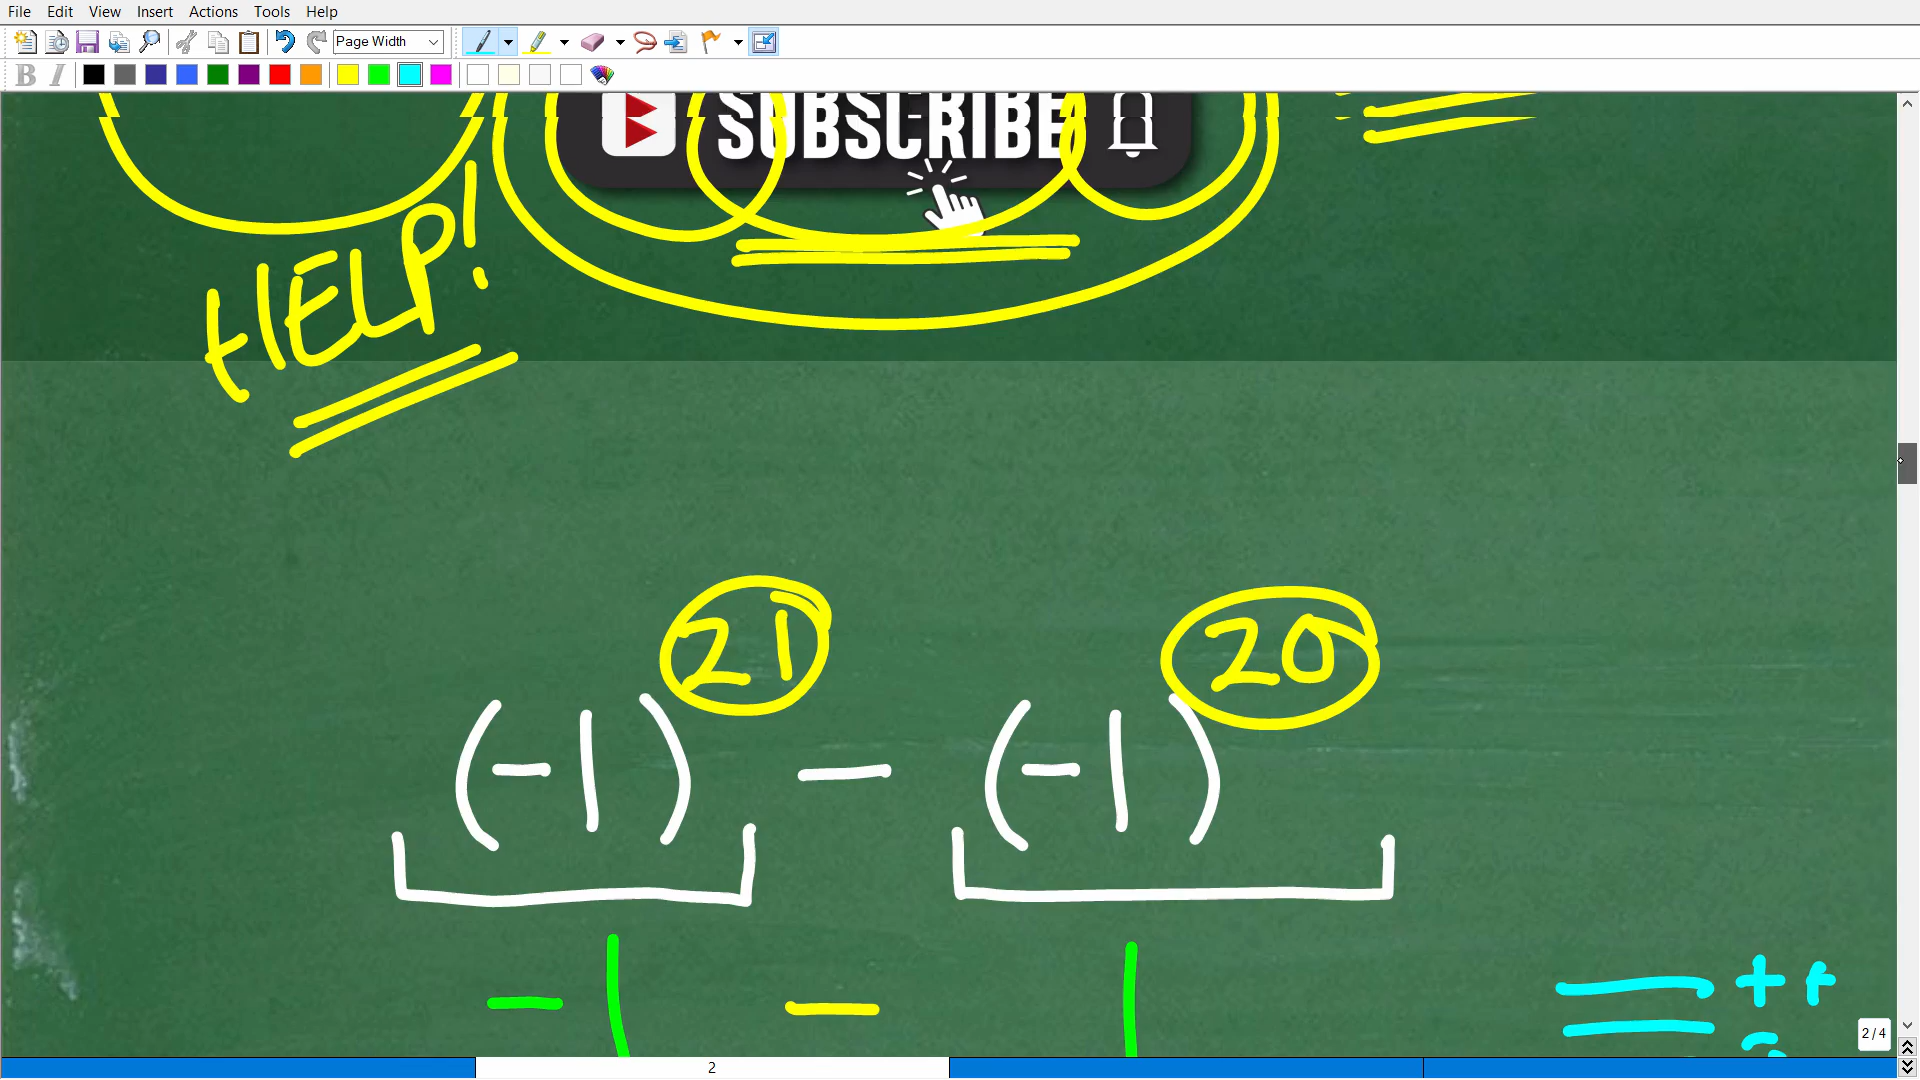 File Edit View Insert Actions Tools Help
Page Width
B I
SUBSCRIBE
HELP!
(-1)²¹ — (-1)²⁰
-1 — 1
= + +
2 / 4
2